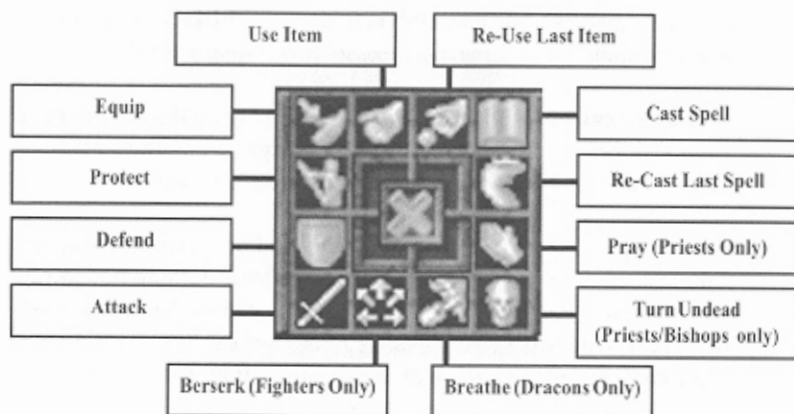 Use Item
Re-Use Last Item
Equip
Cast Spell
Protect
Re-Cast Last Spell
Defend
Pray (Priests Only)
Attack
Turn Undead
(Priests/Bishops only)
Berserk (Fighters Only)
Breathe (Dracons Only)